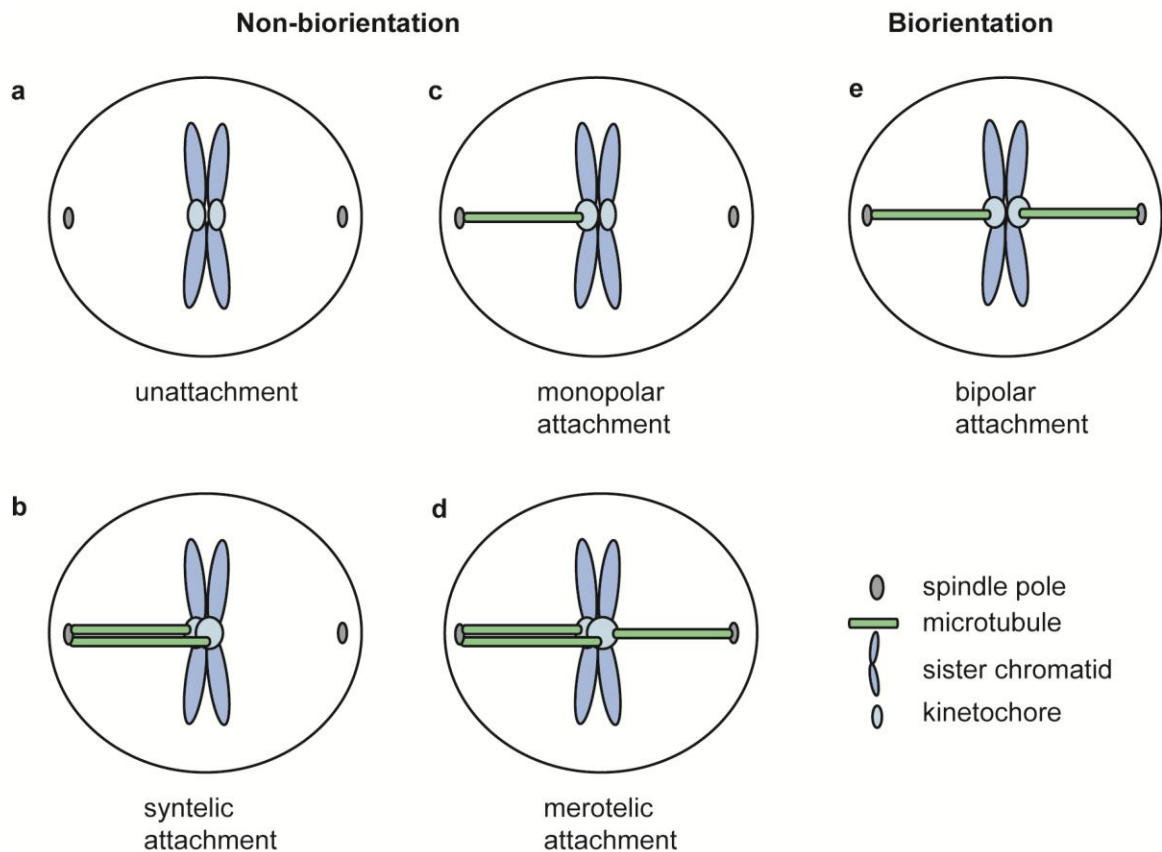 Non-biorientation
Biorientation
a
c
e
unattachment
monopolar
attachment
bipolar
attachment
b
d
syntelic
attachment
merotelic
attachment
spindle pole
microtubule
sister chromatid
kinetochore